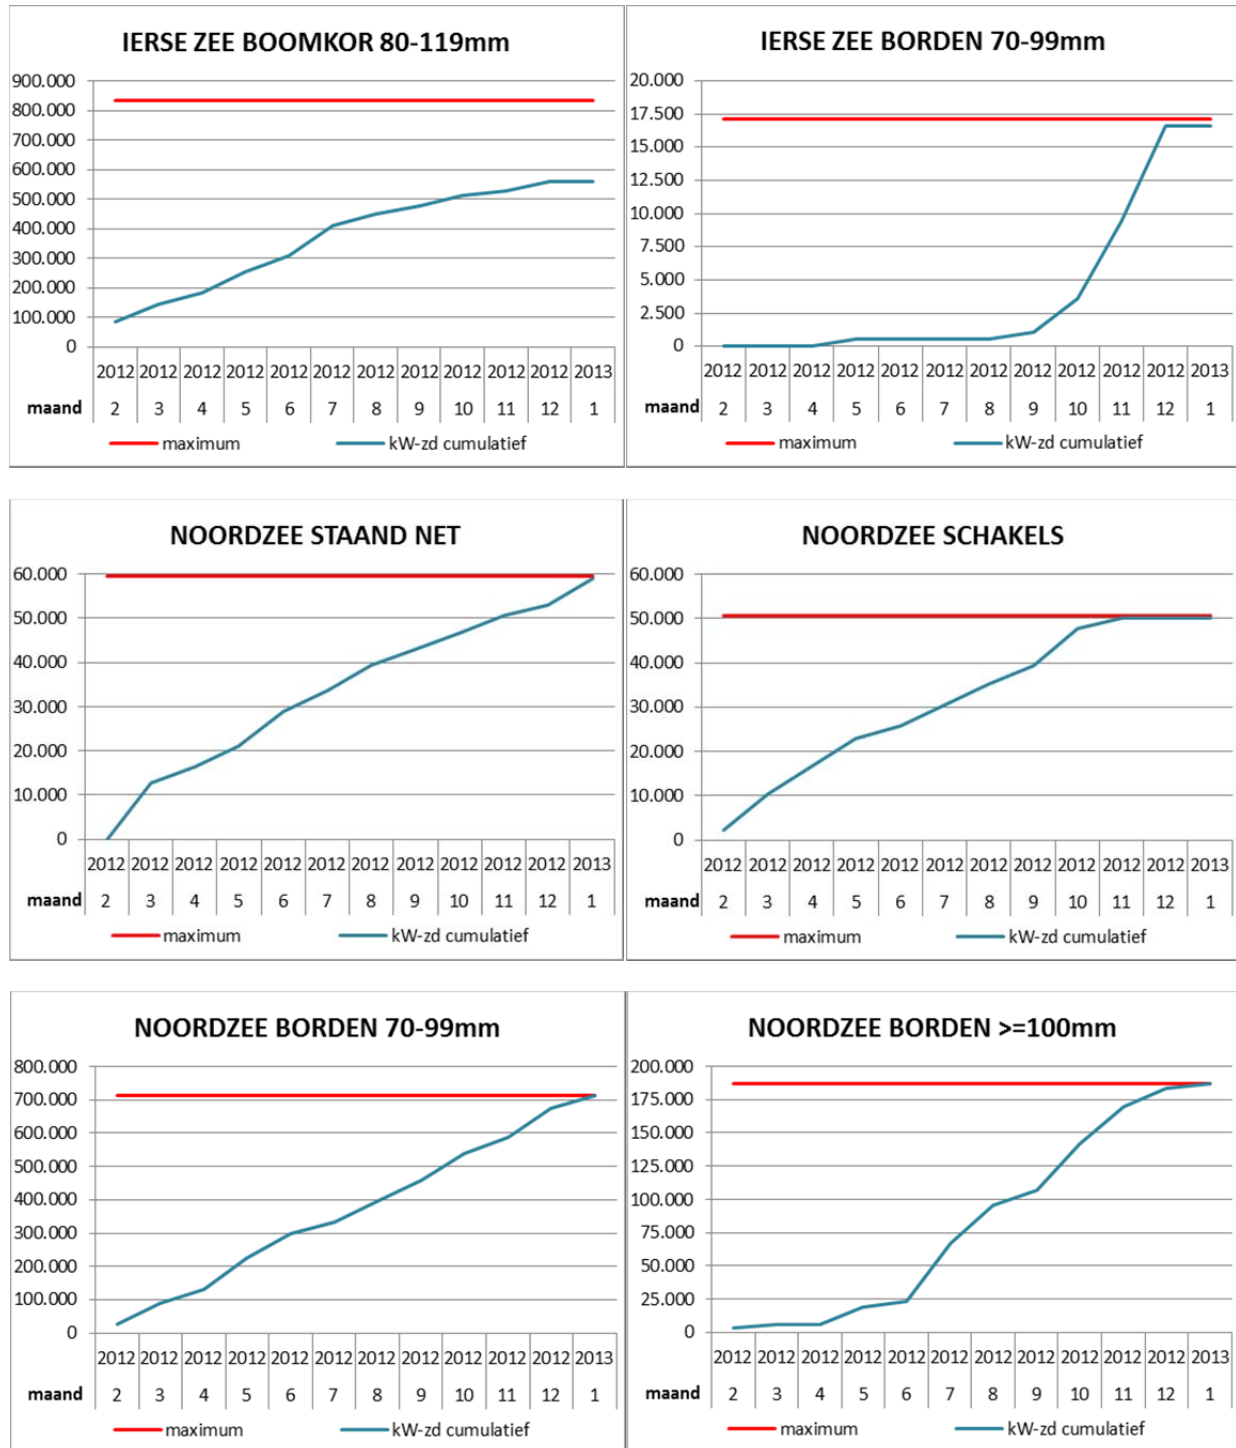 IERSE ZEE BOOMKOR 80-119mm
900.000
800.000
700.000
600.000
500.000
400.000
300.000
200.000
100.000
0
2012 2012 2012 2012 2012 2012 2012 2012 2012 2012 2012 2013
maand 2 3 4 5 6 7 8 9 10 11 12 1
maximum kW-zd cumulatief
IERSE ZEE BORDEN 70-99mm
20.000
17.500
15.000
12.500
10.000
7.500
5.000
2.500
0
2012 2012 2012 2012 2012 2012 2012 2012 2012 2012 2012 2013
maand 2 3 4 5 6 7 8 9 10 11 12 1
maximum kW-zd cumulatief
NOORDZEE STAAND NET
60.000
50.000
40.000
30.000
20.000
10.000
0
2012 2012 2012 2012 2012 2012 2012 2012 2012 2012 2012 2013
maand 2 3 4 5 6 7 8 9 10 11 12 1
maximum kW-zd cumulatief
NOORDZEE SCHAKELS
60.000
50.000
40.000
30.000
20.000
10.000
0
2012 2012 2012 2012 2012 2012 2012 2012 2012 2012 2012 2013
maand 2 3 4 5 6 7 8 9 10 11 12 1
maximum kW-zd cumulatief
NOORDZEE BORDEN 70-99mm
800.000
700.000
600.000
500.000
400.000
300.000
200.000
100.000
0
2012 2012 2012 2012 2012 2012 2012 2012 2012 2012 2012 2013
maand 2 3 4 5 6 7 8 9 10 11 12 1
maximum kW-zd cumulatief
NOORDZEE BORDEN >=100mm
200.000
175.000
150.000
125.000
100.000
75.000
50.000
25.000
0
2012 2012 2012 2012 2012 2012 2012 2012 2012 2012 2012 2013
maand 2 3 4 5 6 7 8 9 10 11 12 1
maximum kW-zd cumulatief